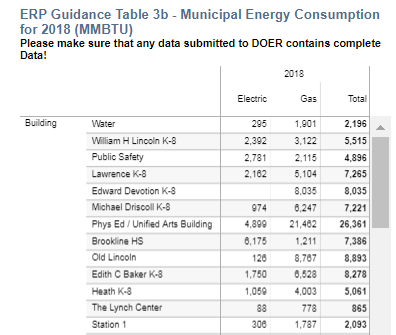 ERP Guidance Table 3b - Municipal Energy Consumption
for 2018 (MMBTU)
Please make sure that any data submitted to DOER contains complete
Data!
2018
Electric Gas Total
Building Water 295 1,901 2,196
William H Lincoln K-8 2,392 3,122 5,515
Public Safety 2,781 2,115 4,896
Lawrence K-8 2,162 5,104 7,265
Edward Devotion K-8 8,035 8,035
Michael Driscoll K-8 974 6,247 7,221
Phys Ed / Unified Arts Building 4,899 21,462 26,361
Brookline HS 6,175 1,211 7,386
Old Lincoln 126 8,767 8,893
Edith C Baker K-8 1,750 6,528 8,278
Heath K-8 1,059 4,003 5,061
The Lynch Center 88 778 865
Station 1 306 1,787 2,093